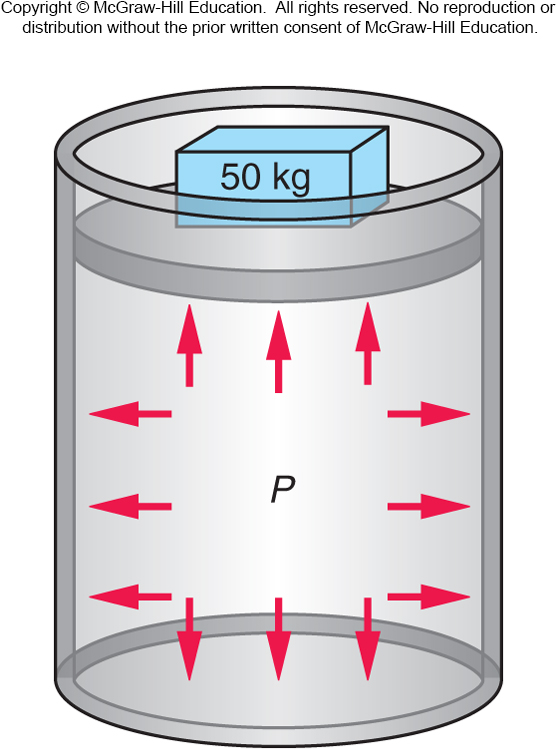 Copyright © McGraw-Hill Education.  All rights reserved. No reproduction or
distribution without the prior written consent of McGraw-Hill Education.
50 kg
P